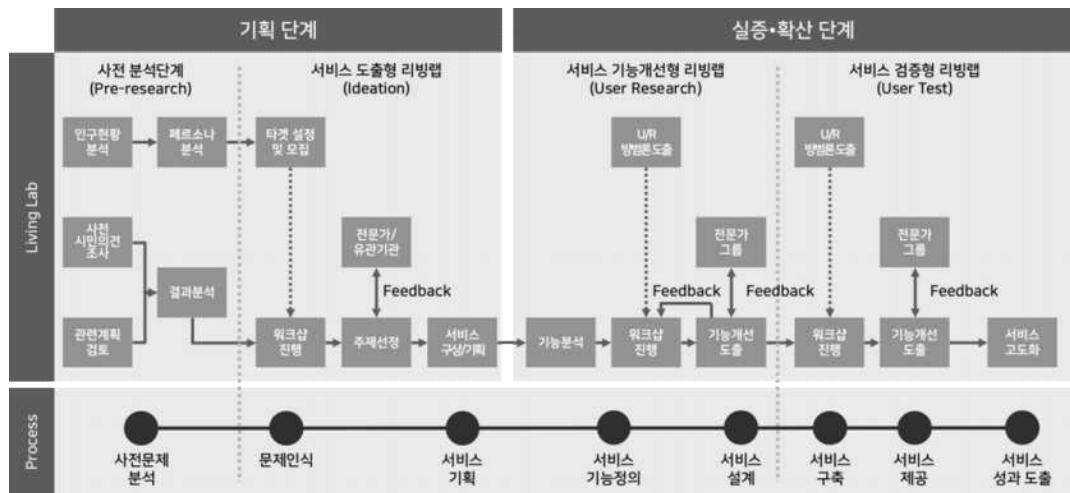 기획 단계
실증•확산 단계
Living Lab
사전 분석단계
(Pre-research)
서비스 도출형 리빙랩
(Ideation)
서비스 기능개선형 리빙랩
(User Research)
서비스 검증형 리빙랩
(User Test)
인구현황
분석
페르소나
분석
타겟 설정
및 모집
U/R
방법론도출
U/R
방법론도출
사전
시민의견
조사
전문가/
유관기관
전문가
그룹
전문가
그룹
결과분석
Feedback
Feedback
Feedback
Feedback
관련계획
검토
워크샵
진행
주제선정
서비스
구상/기획
기능분석
워크샵
진행
기능개선
도출
워크샵
진행
기능개선
도출
서비스
고도화
Process
사전문제
분석
문제인식
서비스
기획
서비스
기능정의
서비스
설계
서비스
구축
서비스
제공
서비스
성과 도출